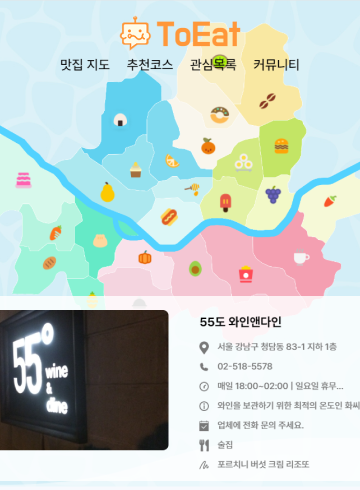 ToEat
맛집 지도 추천코스 관심목록 커뮤니티
55° wine
&
dine
55도 와인앤다인
서울 강남구 청담동 83-1 지하 1층
02-518-5578
매일 18:00~02:00 | 일요일 휴무...
와인을 보관하기 위한 최적의 온도인 화씨
업체에 전화 문의 주세요.
술집
포르치니 버섯 크림 리조또